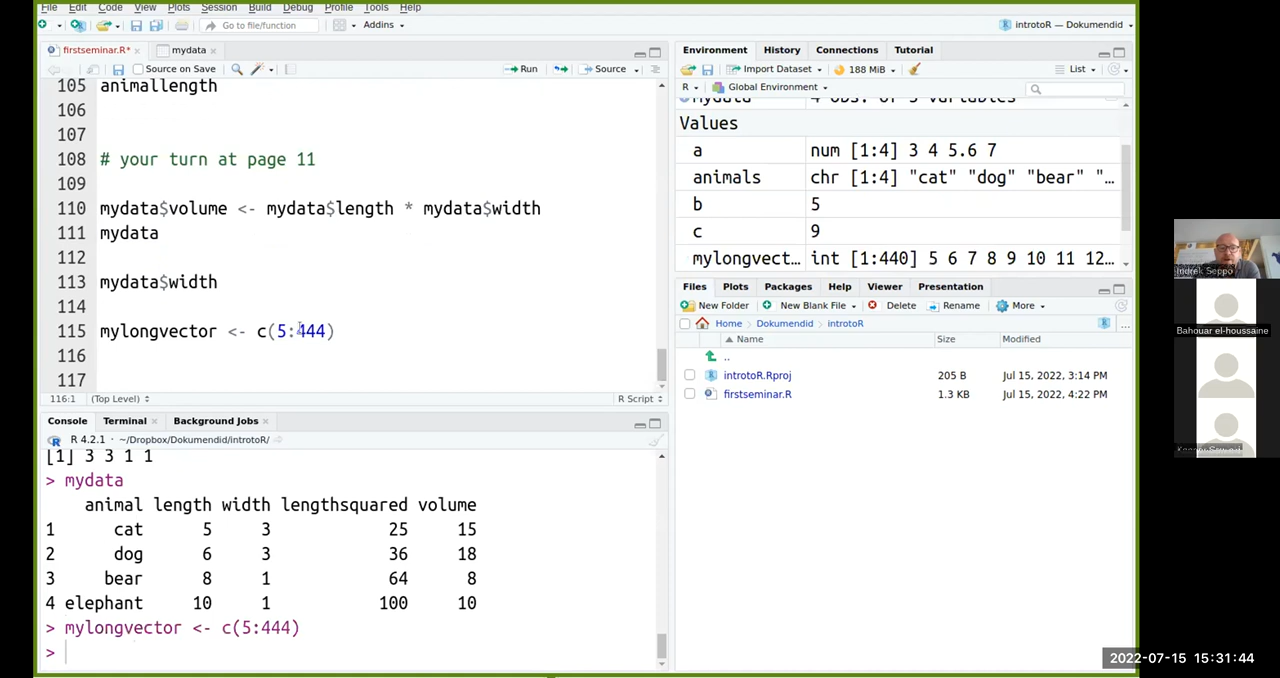 File Edit Code View Plots Session Build Debug Profile Tools Help
Go to file/function Addins introtoR — Dokumendid
firstseminar.R* mydata
Source on Save Run Source
105 animallength
106
107
108 # your turn at page 11
109
110 mydata$volume <- mydata$length * mydata$width
111 mydata
112
113 mydata$width
114
115 mylongvector <- c(5:444)
116
117
116:1 (Top Level) R Script
Console Terminal Background Jobs
R 4.2.1 · ~/Dropbox/Dokumendid/introtoR/
[1] 3 3 1 1
> mydata
animal length width lengthsquared volume
1 cat 5 3 25 15
2 dog 6 3 36 18
3 bear 8 1 64 8
4 elephant 10 1 100 10
> mylongvector <- c(5:444)
>
Environment History Connections Tutorial
Import Dataset 188 MiB List
R Global Environment
mydata 4 obs. of 5 variables
Values
a num [1:4] 3 4 5.6 7
animals chr [1:4] "cat" "dog" "bear" "…
b 5
c 9
mylongvect… int [1:440] 5 6 7 8 9 10 11 12…
Files Plots Packages Help Viewer Presentation
New Folder New Blank File Delete Rename More
Home Dokumendid introtoR
Name Size Modified
..
introtoR.Rproj 205 B Jul 15, 2022, 3:14 PM
firstseminar.R 1.3 KB Jul 15, 2022, 4:22 PM
Indrek Seppo
Bahouar el-houssaine
2022-07-15 15:31:44